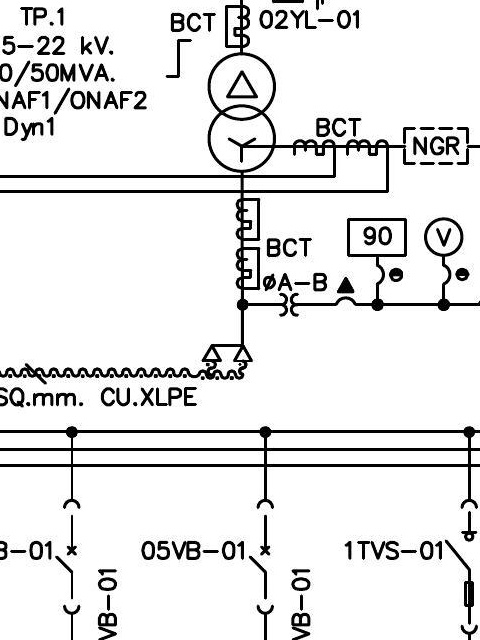 TP.1
BCT
02YL-01
5-22 kV.
0/50MVA.
NAF1/ONAF2
Dyn1
BCT
NGR
BCT
90
V
øA-B
SQ.mm. CU.XLPE
B-01
05VB-01
1TVS-01
VB-01
VB-01